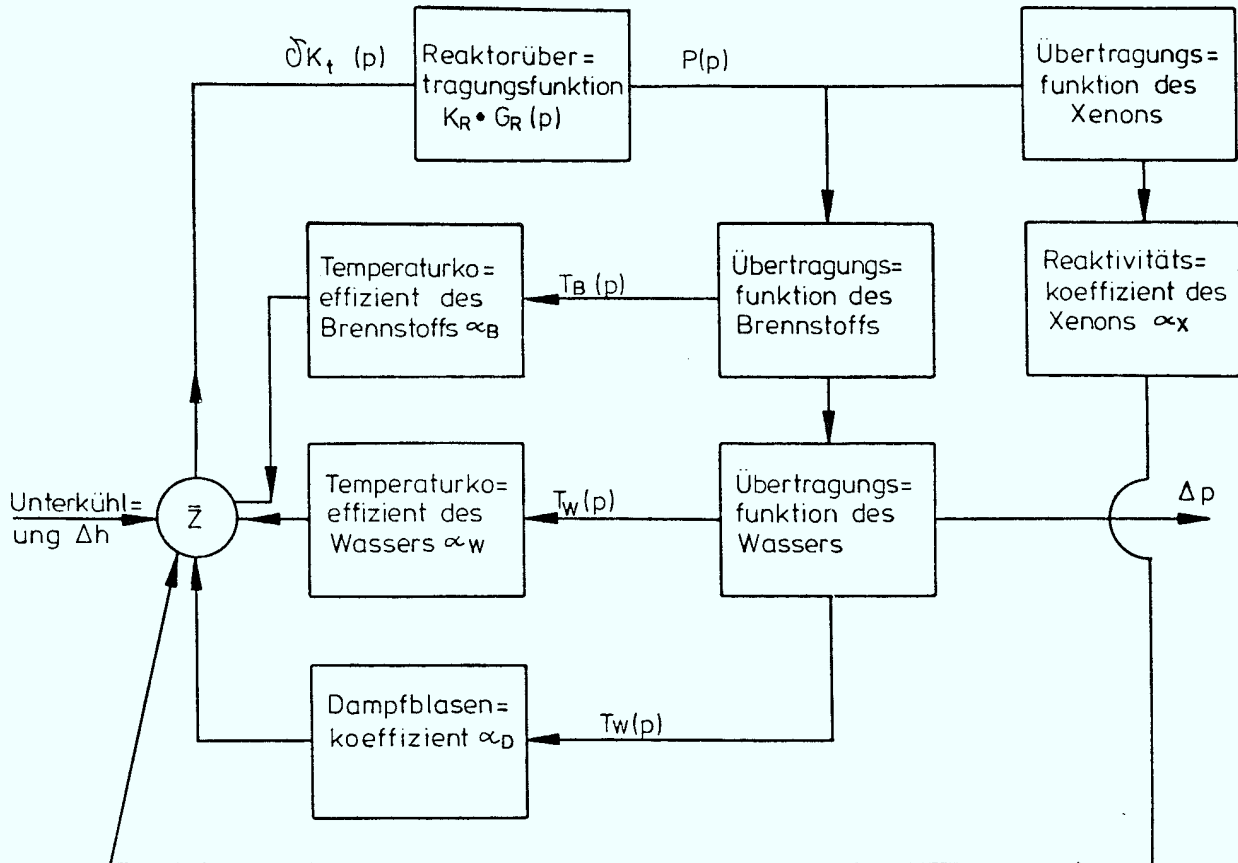 δK_t (p)
Reaktorüber=
tragungsfunktion
K_R • G_R (p)
P(p)
Übertragungs=
funktion des
Xenons
Temperaturko=
effizient des
Brennstoffs ∝_B
T_B (p)
Übertragungs=
funktion des
Brennstoffs
Reaktivitäts=
koeffizient des
Xenons ∝_X
Unterkühl=
ung Δh
Z̄
Temperaturko=
effizient des
Wassers ∝_W
T_W(p)
Übertragungs=
funktion des
Wassers
Δp
Dampfblasen=
koeffizient ∝_D
T_W(p)